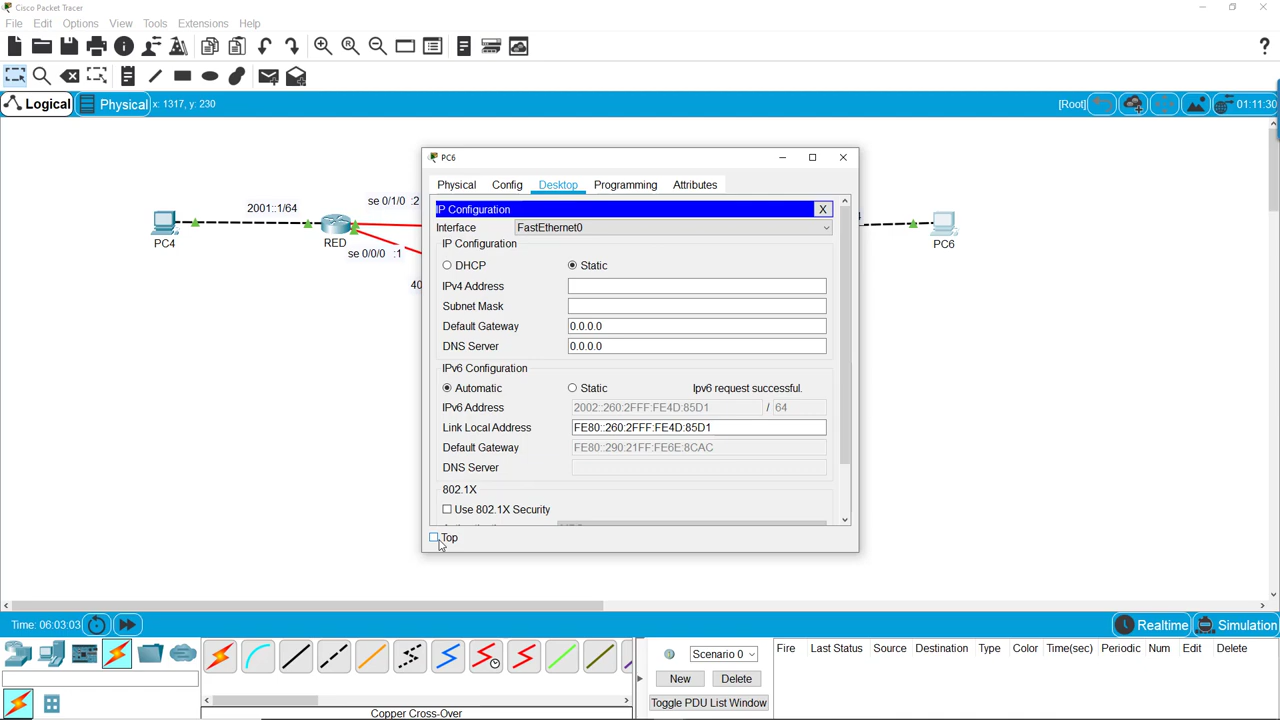 Cisco Packet Tracer
File Edit Options View Tools Extensions Help
Logical Physical x: 1317, y: 230 [Root] 01:11:30
PC6
Physical Config Desktop Programming Attributes
IP Configuration X
Interface FastEthernet0
IP Configuration
DHCP Static
IPv4 Address
Subnet Mask
Default Gateway 0.0.0.0
DNS Server 0.0.0.0
IPv6 Configuration
Automatic Static Ipv6 request successful.
IPv6 Address 2002::260:2FFF:FE4D:85D1 / 64
Link Local Address FE80::260:2FFF:FE4D:85D1
Default Gateway FE80::290:21FF:FE6E:8CAC
DNS Server
802.1X
Use 802.1X Security
Top
2001::1/64
se 0/1/0 :2
PC4
RED
se 0/0/0 :1
40
4
PC6
Time: 06:03:03 Realtime Simulation
Scenario 0
New Delete
Toggle PDU List Window
Fire Last Status Source Destination Type Color Time(sec) Periodic Num Edit Delete
Copper Cross-Over